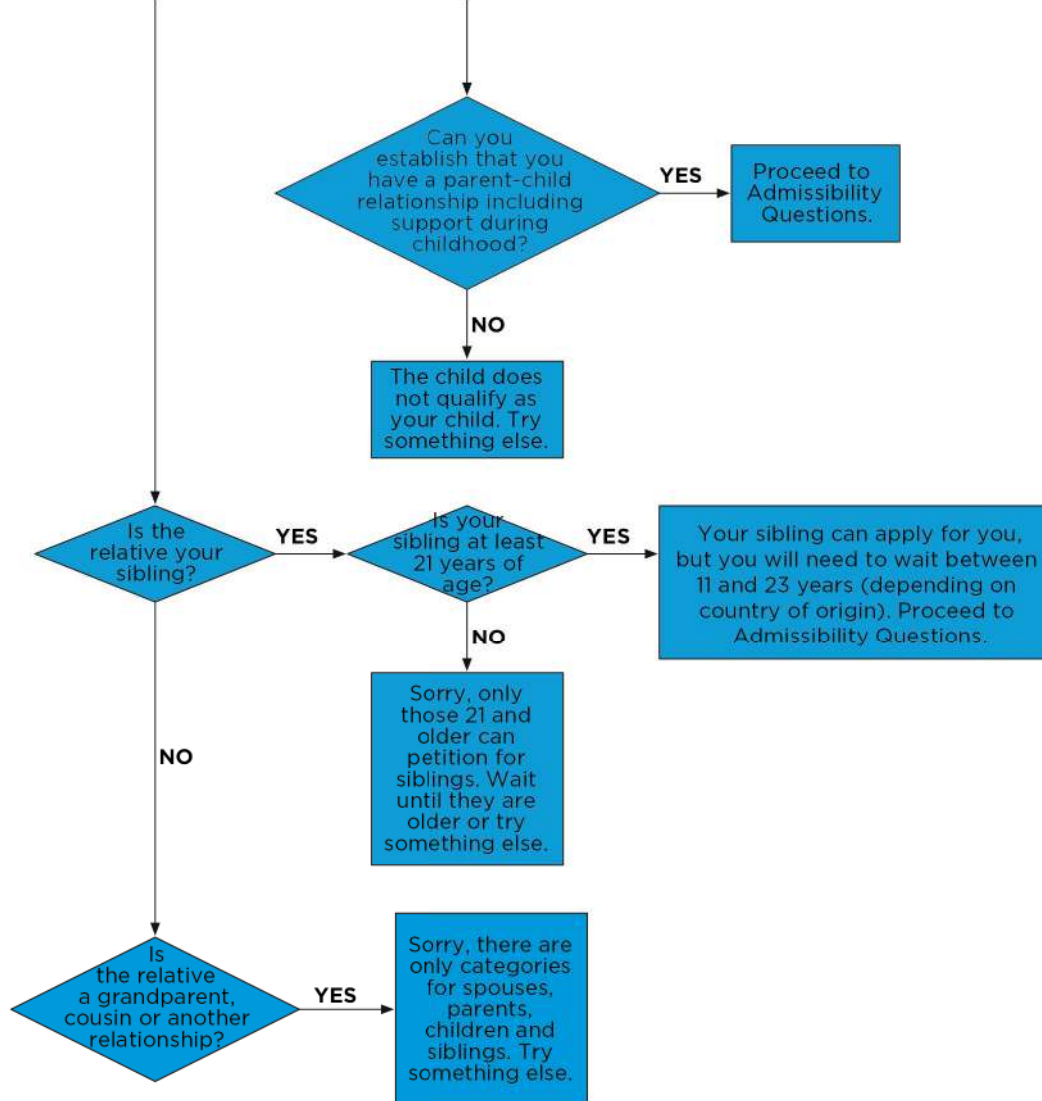 Can you
establish that you
have a parent-child
relationship including
support during
childhood?
YES
Proceed to
Admissibility
Questions.
NO
The child does
not qualify as
your child. Try
something else.
Is the
relative your
sibling?
YES
Is your
sibling at least
21 years of
age?
YES
Your sibling can apply for you,
but you will need to wait between
11 and 23 years (depending on
country of origin). Proceed to
Admissibility Questions.
NO
Sorry, only
those 21 and
older can
petition for
siblings. Wait
until they are
older or try
something else.
NO
Is
the relative
a grandparent,
cousin or another
relationship?
YES
Sorry, there are
only categories
for spouses,
parents,
children and
siblings. Try
something else.